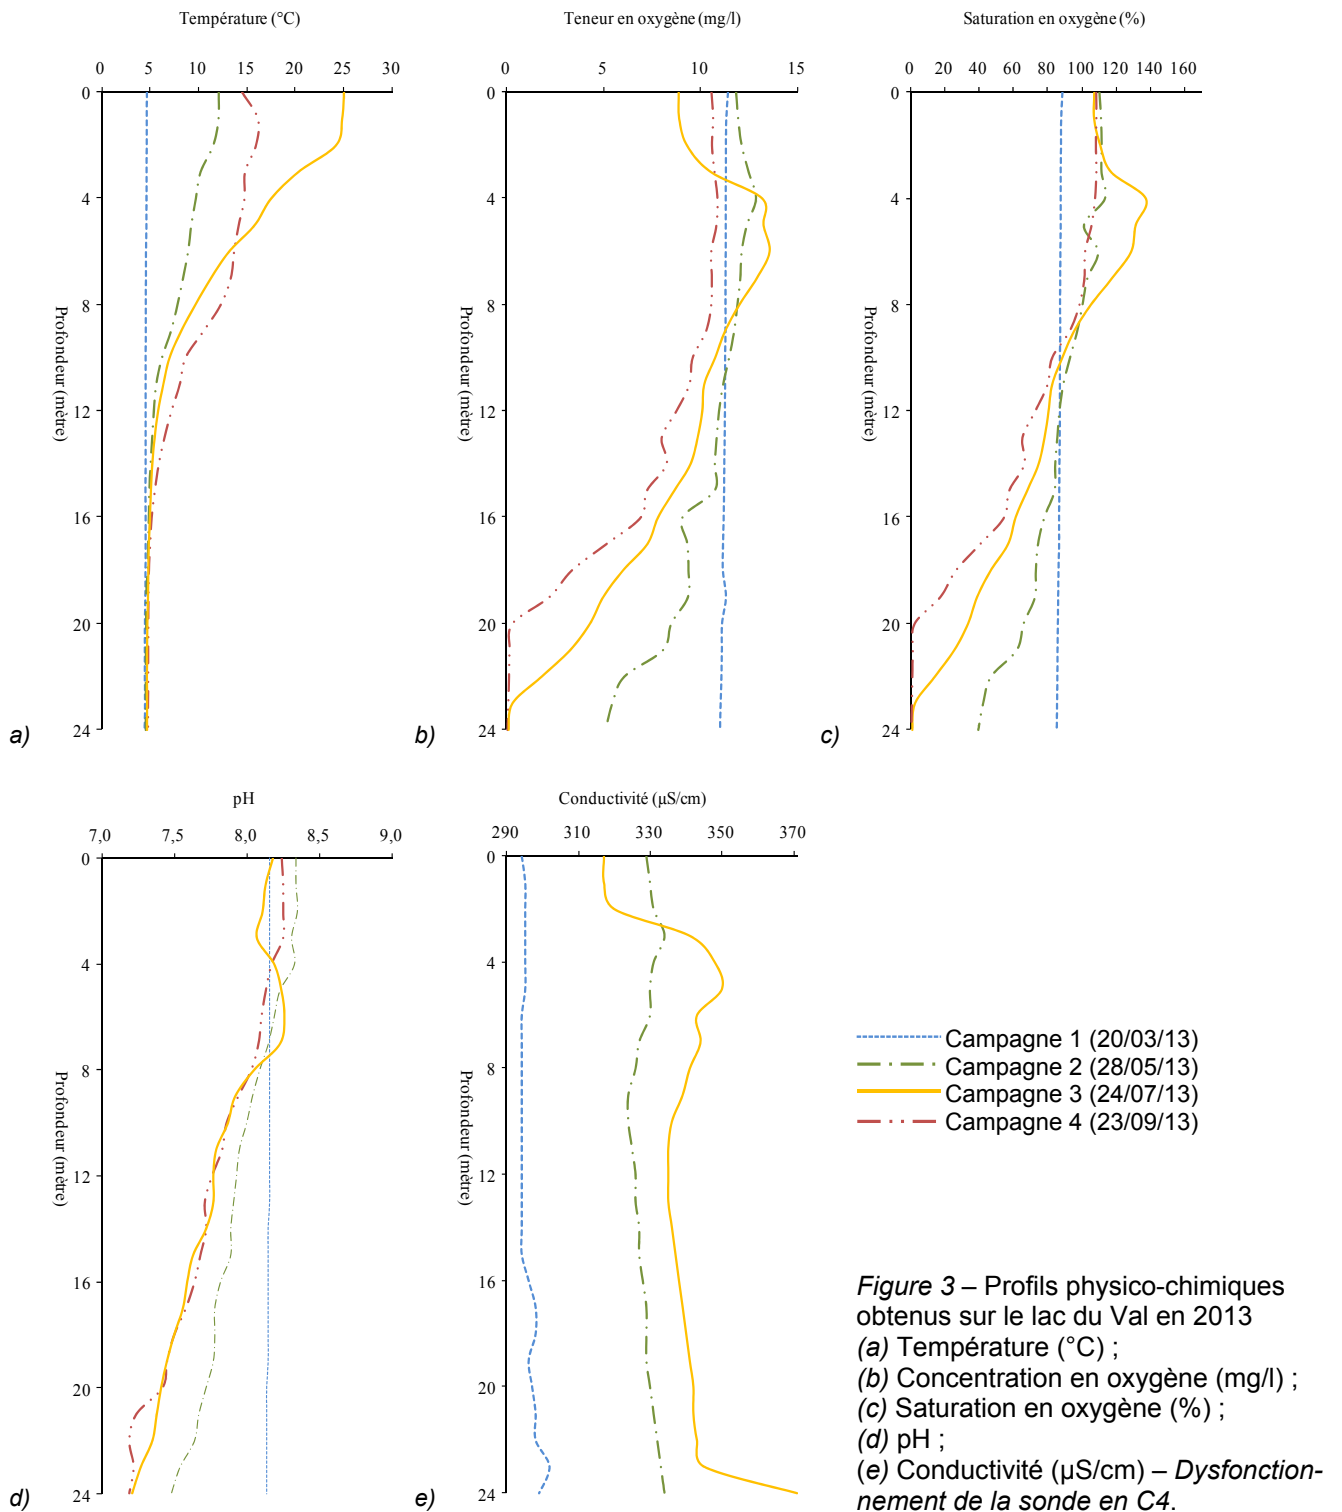 Température (°C)
0 5 10 15 20 25 30
0
4
8
12
16
20
24
Profondeur (mètre)
a)
Teneur en oxygène (mg/l)
0 5 10 15
0
4
8
12
16
20
24
Profondeur (mètre)
b)
Saturation en oxygène (%)
0 20 40 60 80 100 120 140 160
0
4
8
12
16
20
24
Profondeur (mètre)
c)
pH
7,0 7,5 8,0 8,5 9,0
0
4
8
12
16
20
24
Profondeur (mètre)
d)
Conductivité (µS/cm)
290 310 330 350 370
0
4
8
12
16
20
24
Profondeur (mètre)
e)
Campagne 1 (20/03/13)
Campagne 2 (28/05/13)
Campagne 3 (24/07/13)
Campagne 4 (23/09/13)
Figure 3 – Profils physico-chimiques
obtenus sur le lac du Val en 2013
(a) Température (°C) ;
(b) Concentration en oxygène (mg/l) ;
(c) Saturation en oxygène (%) ;
(d) pH ;
(e) Conductivité (µS/cm) – Dysfonction-
nement de la sonde en C4.